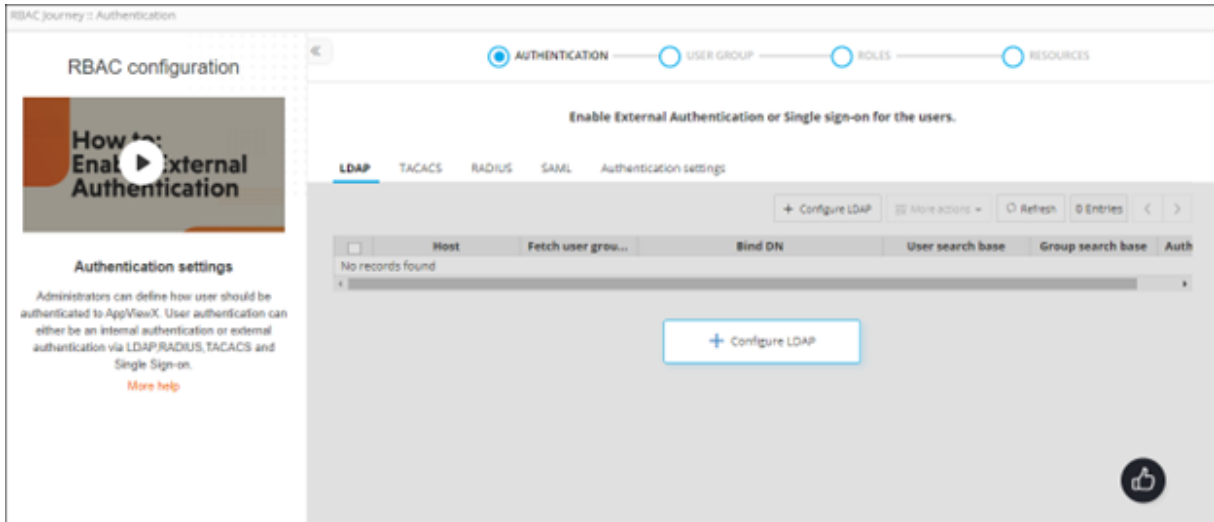 RBAC Journey :: Authentication
RBAC configuration
How to:
Enable External
Authentication
Authentication settings
Administrators can define how user should be
authenticated to AppViewX. User authentication can
either be an internal authentication or external
authentication via LDAP,RADIUS,TACACS and
Single Sign-on.
More help
AUTHENTICATION USER GROUP ROLES RESOURCES
Enable External Authentication or Single sign-on for the users.
LDAP TACACS RADIUS SAML Authentication settings
+ Configure LDAP More actions Refresh 0 Entries < >
Host Fetch user grou... Bind DN User search base Group search base Auth
No records found
+ Configure LDAP